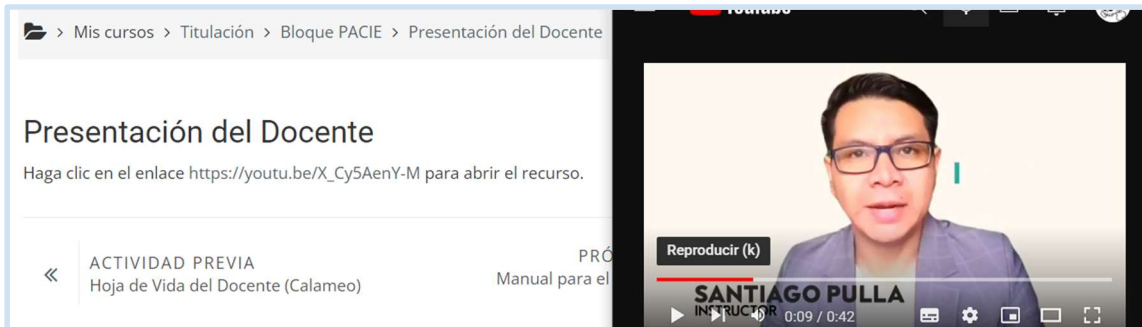 Mis cursos > Titulación > Bloque PACIE > Presentación del Docente
Presentación del Docente
Haga clic en el enlace https://youtu.be/X_Cy5AenY-M para abrir el recurso.
ACTIVIDAD PREVIA
Hoja de Vida del Docente (Calameo)
PRÓ
Manual para el
YouTube
Reproducir (k)
SANTIAGO PULLA
INSTRUCTOR
0:09 / 0:42